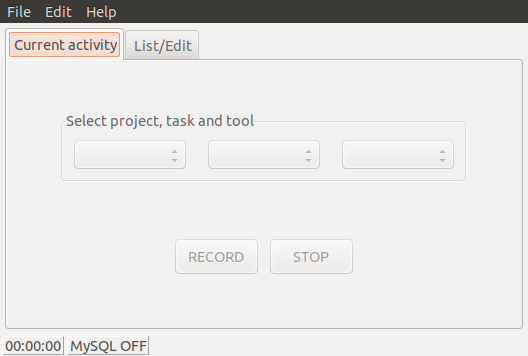 File Edit Help
Current activity List/Edit
Select project, task and tool
RECORD STOP
00:00:00 MySQL OFF